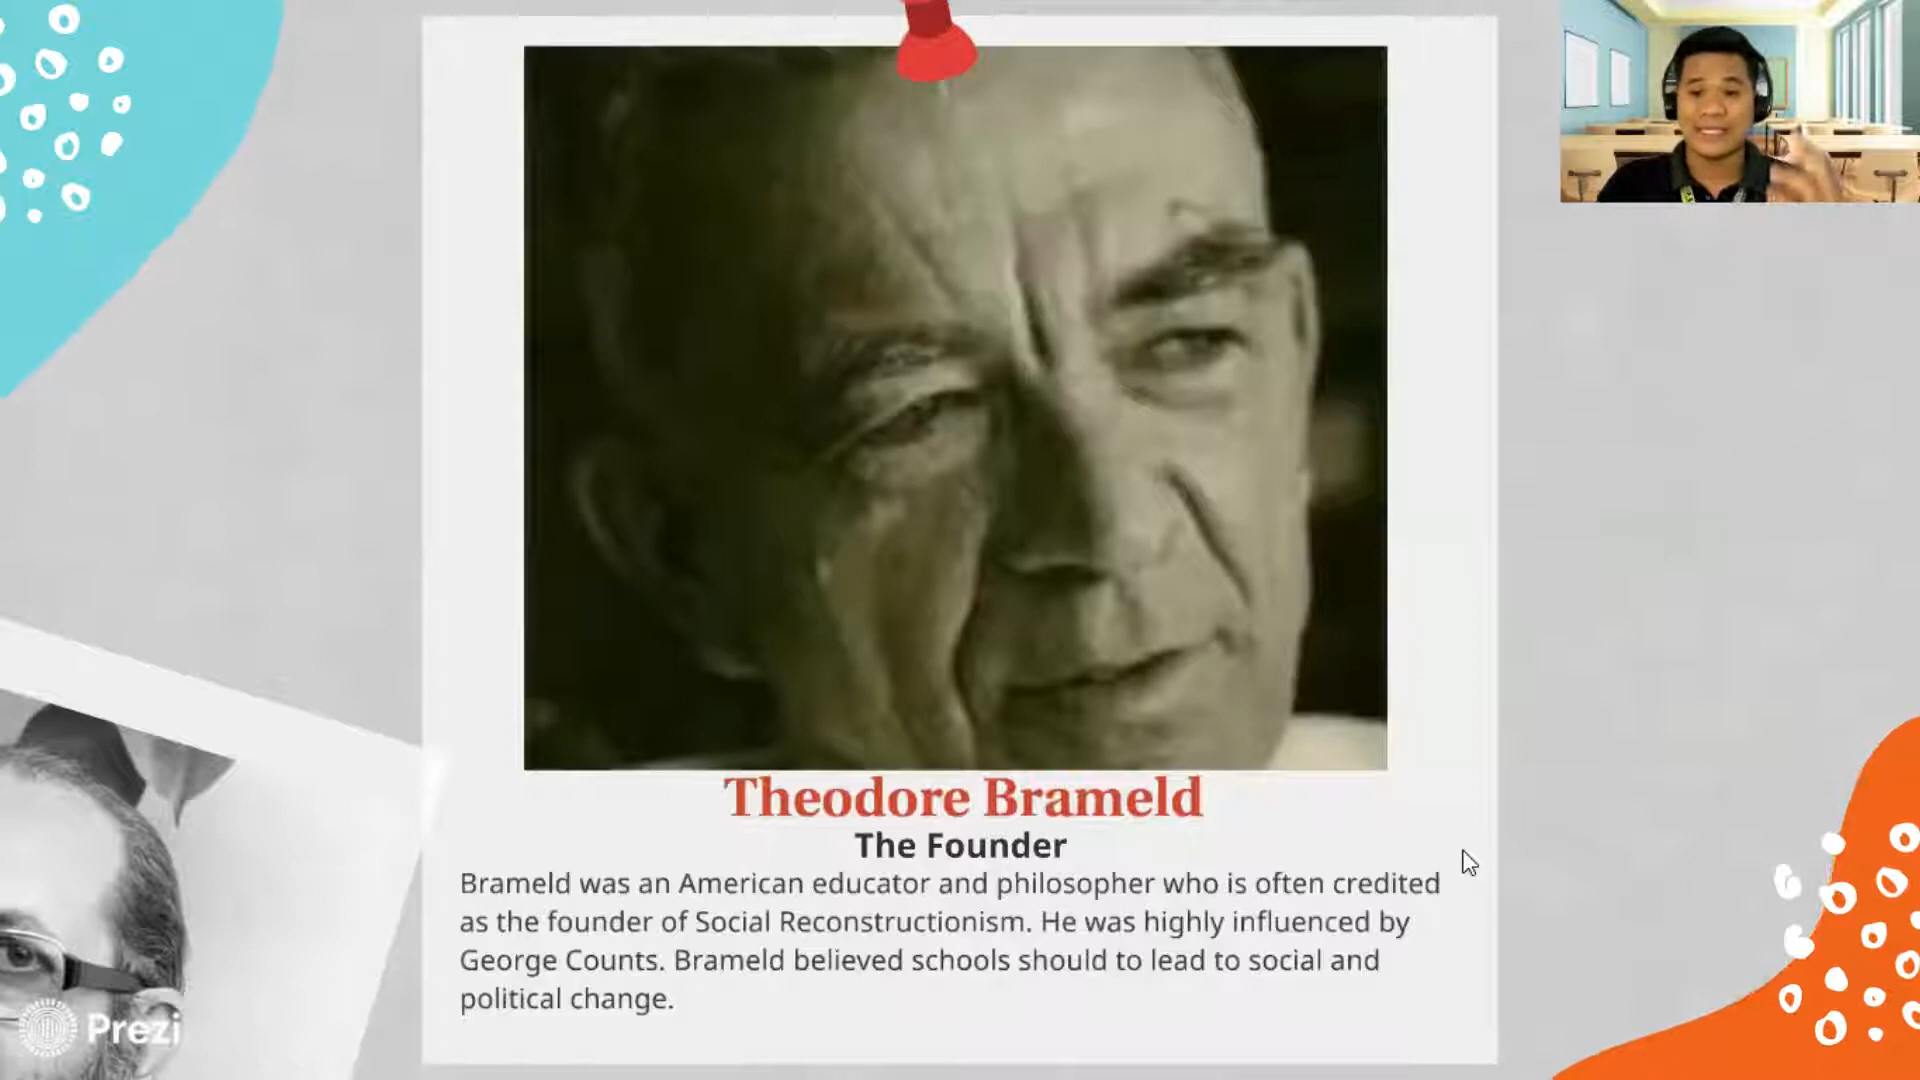 Theodore Brameld
The Founder
Brameld was an American educator and philosopher who is often credited
as the founder of Social Reconstructionism. He was highly influenced by
George Counts. Brameld believed schools should to lead to social and
political change.
Prezi